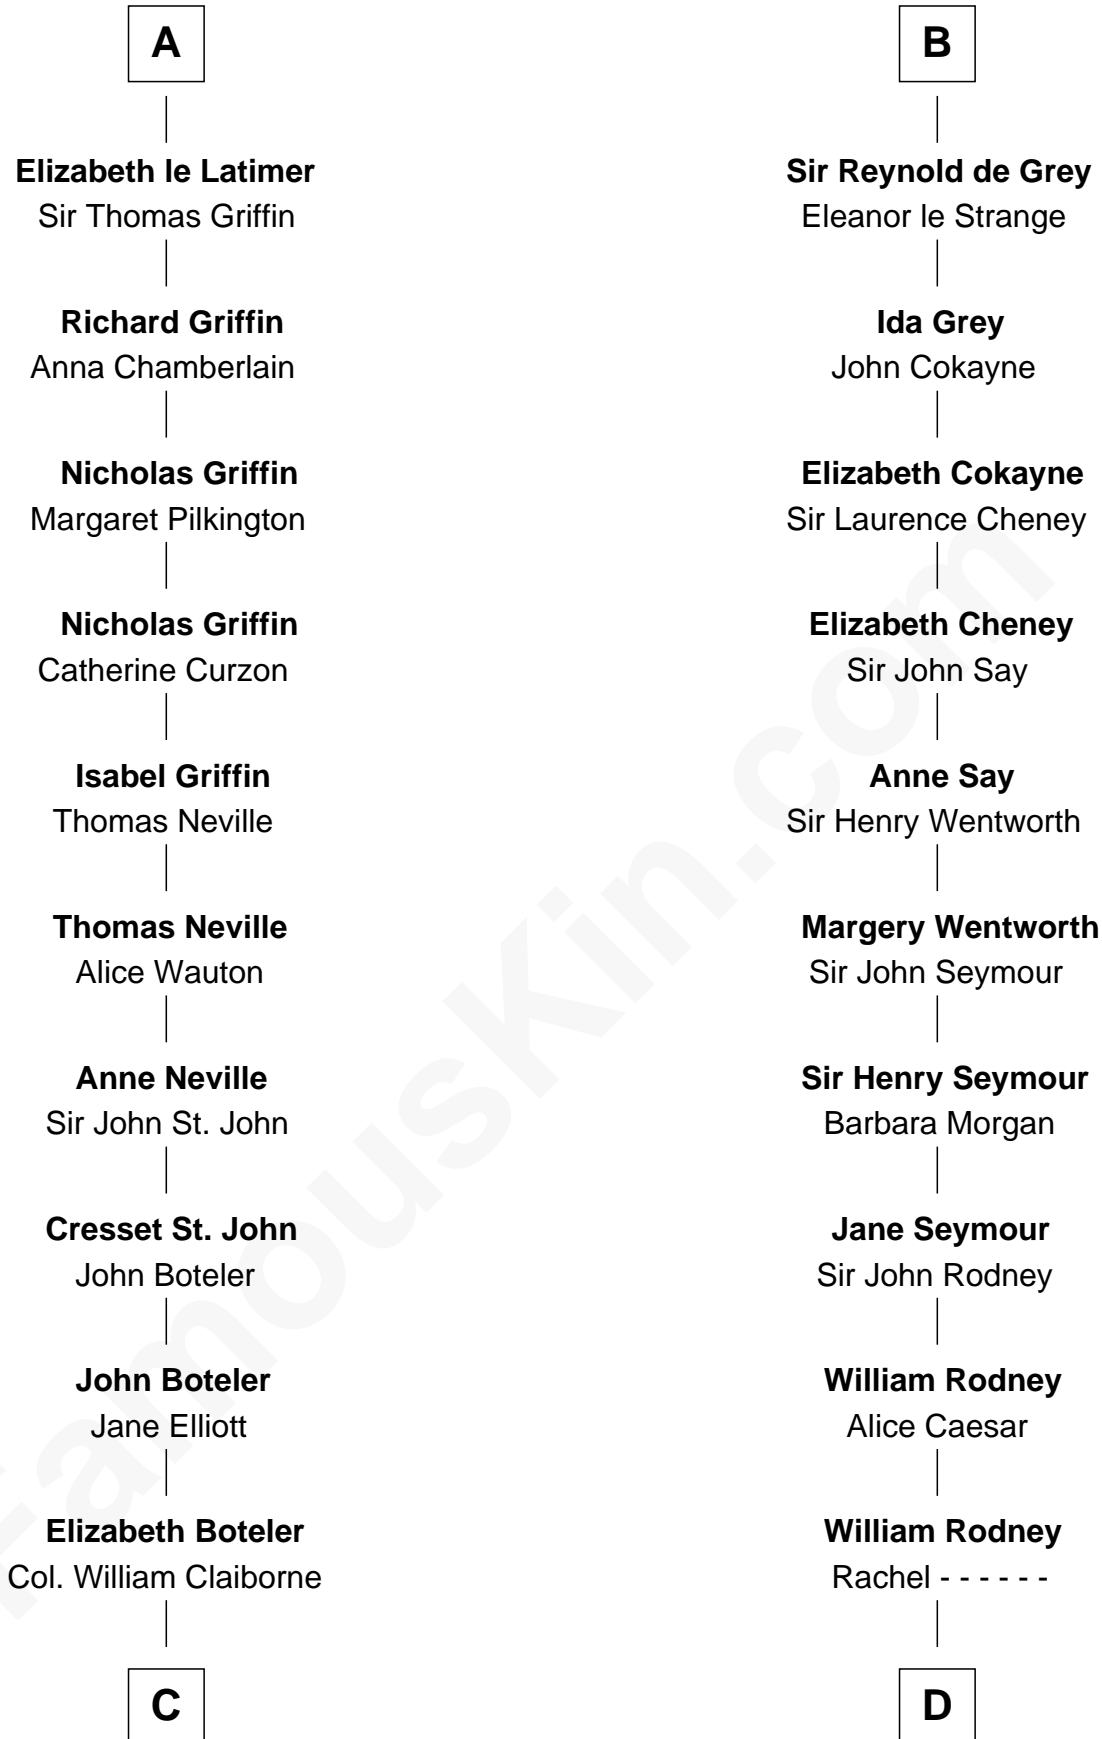 A
Elizabeth le Latimer
Sir Thomas Griffin
Richard Griffin
Anna Chamberlain
Nicholas Griffin
Margaret Pilkington
Nicholas Griffin
Catherine Curzon
Isabel Griffin
Thomas Neville
Thomas Neville
Alice Wauton
Anne Neville
Sir John St. John
Cresset St. John
John Boteler
John Boteler
Jane Elliott
Elizabeth Boteler
Col. William Claiborne
C
B
Sir Reynold de Grey
Eleanor le Strange
Ida Grey
John Cokayne
Elizabeth Cokayne
Sir Laurence Cheney
Elizabeth Cheney
Sir John Say
Anne Say
Sir Henry Wentworth
Margery Wentworth
Sir John Seymour
Sir Henry Seymour
Barbara Morgan
Jane Seymour
Sir John Rodney
William Rodney
Alice Caesar
William Rodney
Rachel - - - - - -
D
FamousKin.com